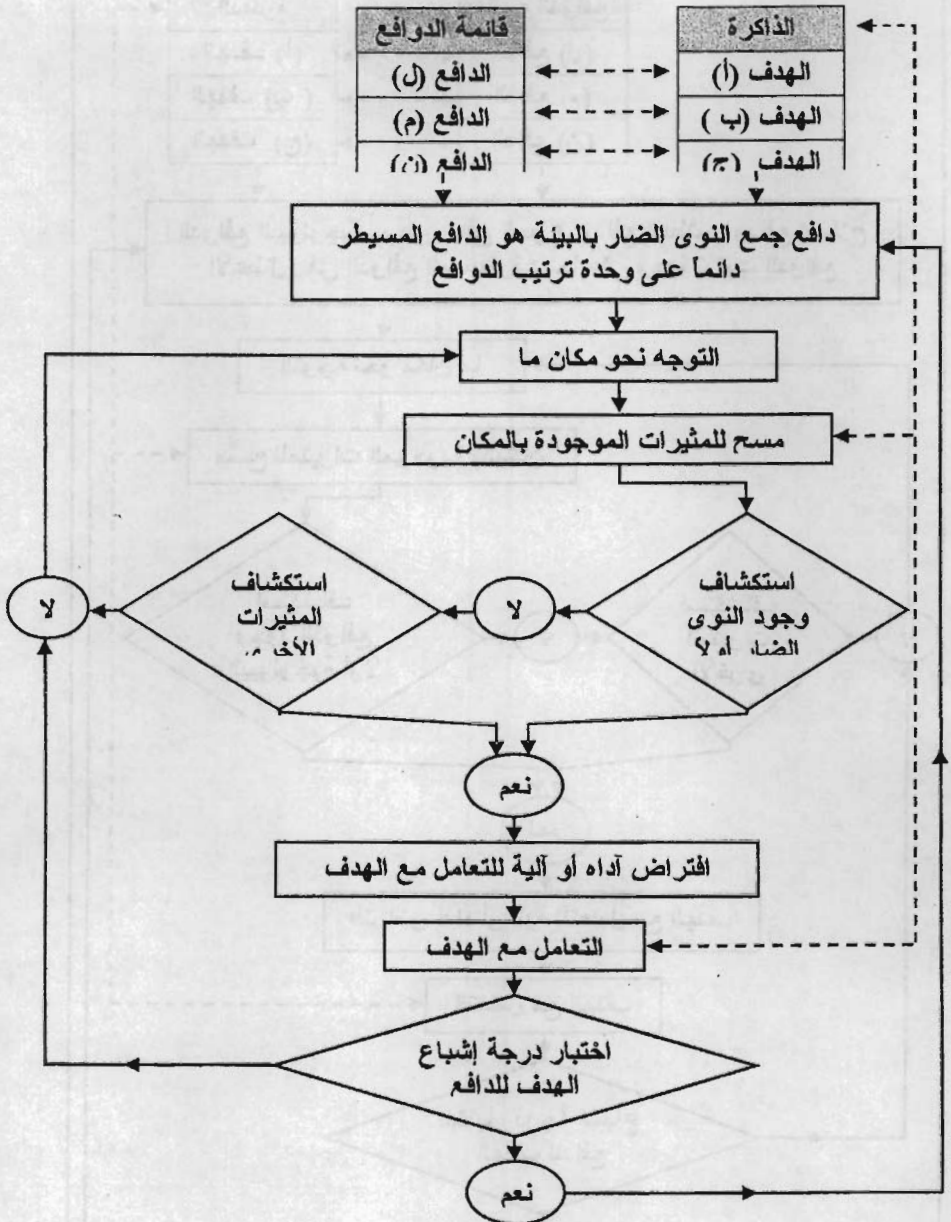 الذاكرة
قائمة الدوافع
الهدف (أ)
الدافع (ل)
الهدف (ب )
الدافع (م)
الهدف (ج)
الدافع (ن)
دافع جمع النوى الضار بالبيئة هو الدافع المسيطر
دائماً على وحدة ترتيب الدوافع
التوجه نحو مكان ما
مسح للمثيرات الموجودة بالمكان
استكشاف
وجود النوى
الضار أولاً
لا
استكشاف
المثيرات
الأخرى
لا
نعم
افتراض آداه أو آلية للتعامل مع الهدف
التعامل مع الهدف
اختبار درجة إشباع
الهدف للدافع
نعم